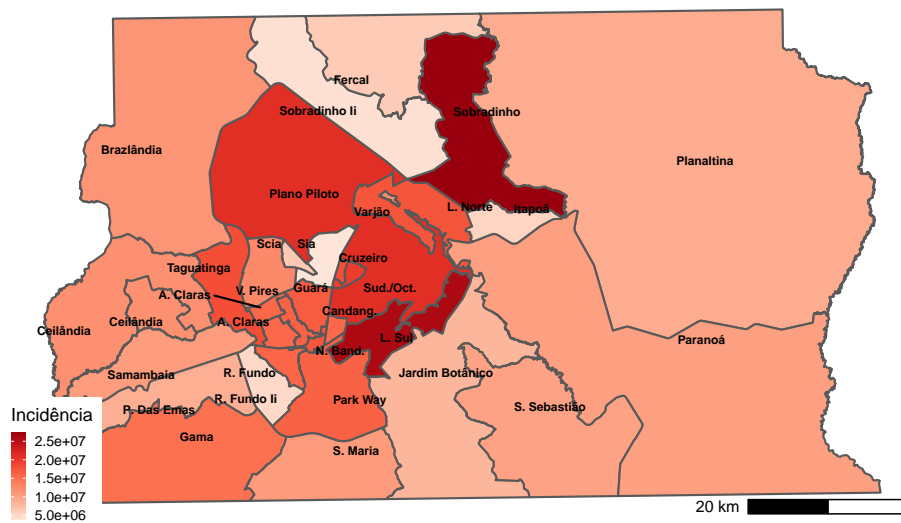 Fercal
Sobradinho Ii
Sobradinho
Brazlândia
Planaltina
Plano Piloto
L. Norte
Itapoã
Varjão
Scia
Sia
Cruzeiro
Taguatinga
A. Claras
V. Pires
Guará
Sud./Oct.
Candang.
Ceilândia
Ceilândia
A. Claras
L. Sul
N. Band.
Paranoá
Samambaia
R. Fundo
Jardim Botânico
R. Fundo Ii
Park Way
S. Sebastião
P. Das Emas
Gama
S. Maria
Incidência
2.5e+07
2.0e+07
1.5e+07
1.0e+07
5.0e+06
20 km